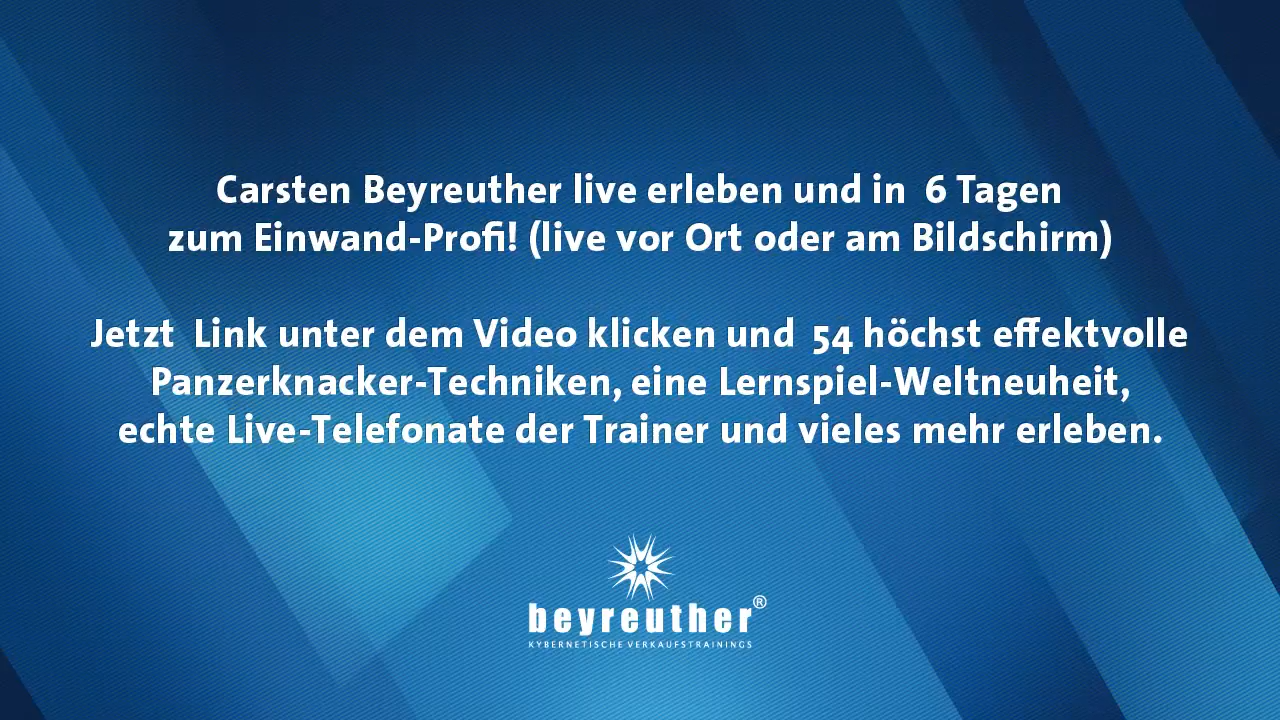 Carsten Beyreuther live erleben und in 6 Tagen
zum Einwand-Profi! (live vor Ort oder am Bildschirm)
Jetzt Link unter dem Video klicken und 54 höchst effektvolle
Panzerknacker-Techniken, eine Lernspiel-Weltneuheit,
echte Live-Telefonate der Trainer und vieles mehr erleben.
beyreuther®
KYBERNETISCHE VERKAUFSTRAININGS